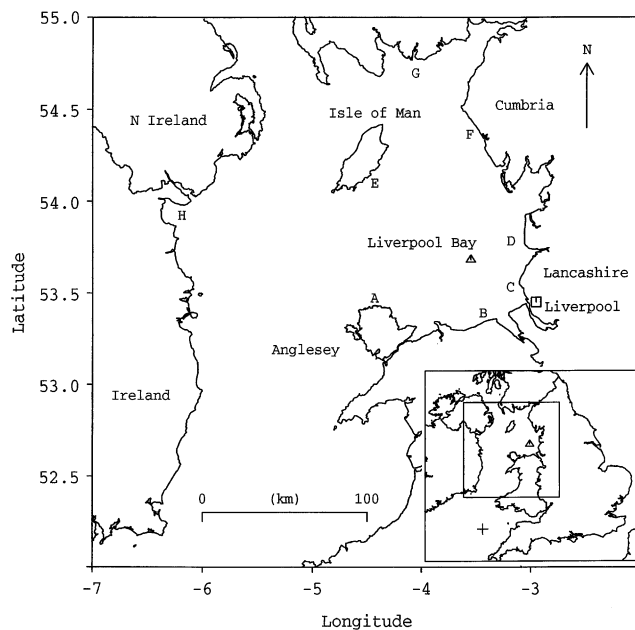 55.0
N
G
Isle of Man
Cumbria
54.5
N Ireland
F
E
54.0
H
Liverpool Bay
D
Latitude
Lancashire
C
53.5
A
Liverpool
B
Anglesey
53.0
Ireland
52.5
0 (km) 100
-7 -6 -5 -4 -3
Longitude